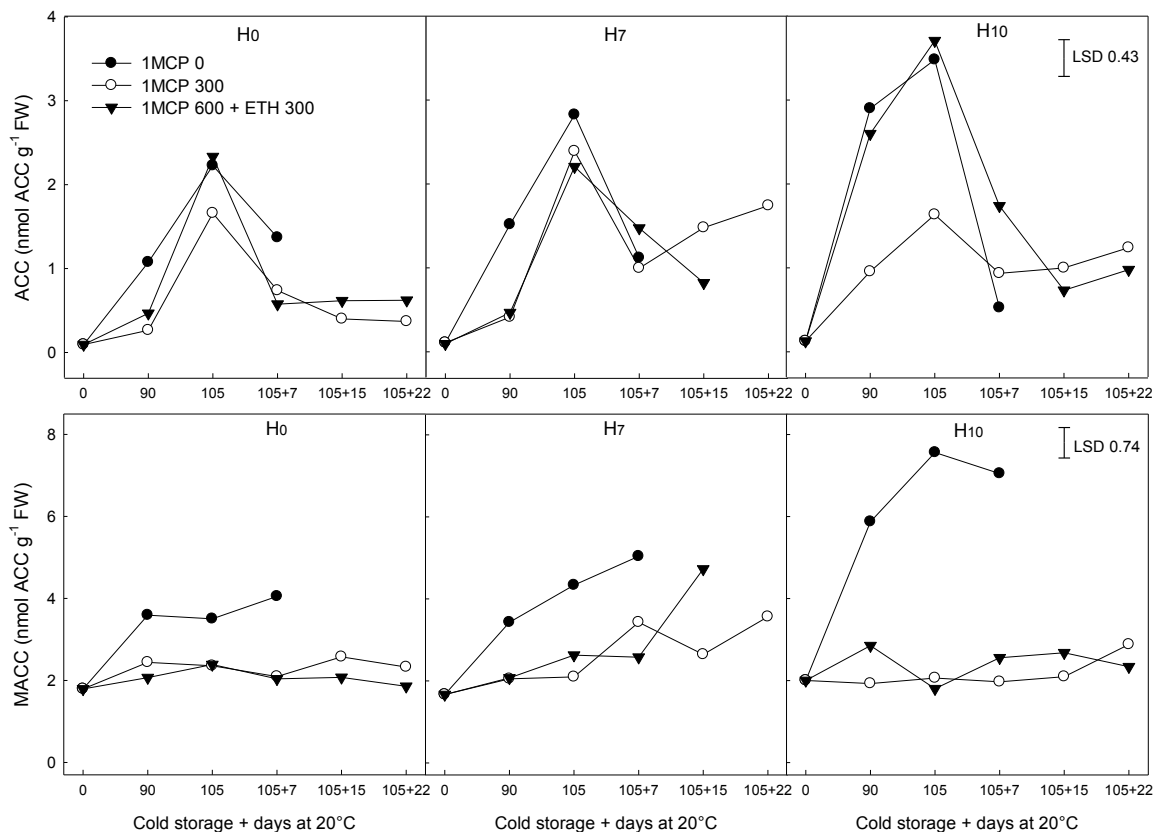 H0
H7
H10
1MCP 0
1MCP 300
1MCP 600 + ETH 300
LSD 0.43
ACC (nmol ACC g-1 FW)
4
3
2
1
0
0 90 105 105+7 105+15 105+22
0 90 105 105+7 105+15 105+22
0 90 105 105+7 105+15 105+22
H0
H7
H10
LSD 0.74
MACC (nmol ACC g-1 FW)
8
6
4
2
0
0 90 105 105+7 105+15 105+22
0 90 105 105+7 105+15 105+22
0 90 105 105+7 105+15 105+22
Cold storage + days at 20°C
Cold storage + days at 20°C
Cold storage + days at 20°C